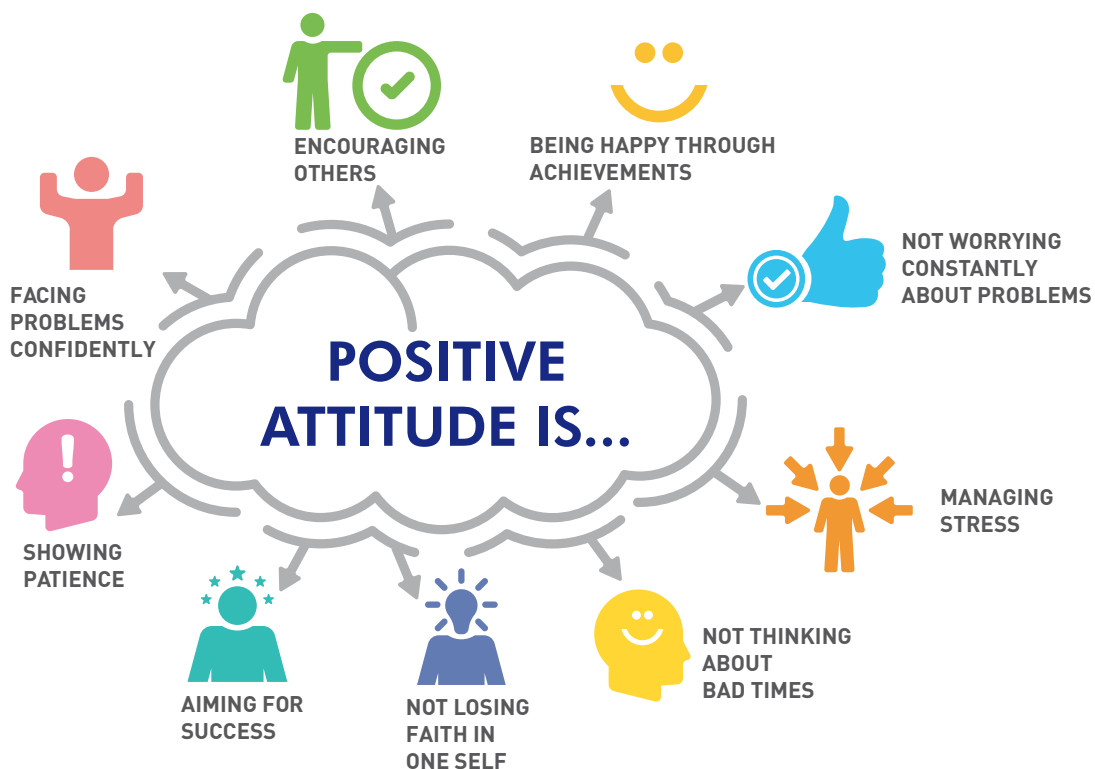 POSITIVE
ATTITUDE IS...
ENCOURAGING
OTHERS
BEING HAPPY THROUGH
ACHIEVEMENTS
NOT WORRYING
CONSTANTLY
ABOUT PROBLEMS
MANAGING
STRESS
NOT THINKING
ABOUT
BAD TIMES
NOT LOSING
FAITH IN
ONE SELF
AIMING FOR
SUCCESS
SHOWING
PATIENCE
FACING
PROBLEMS
CONFIDENTLY